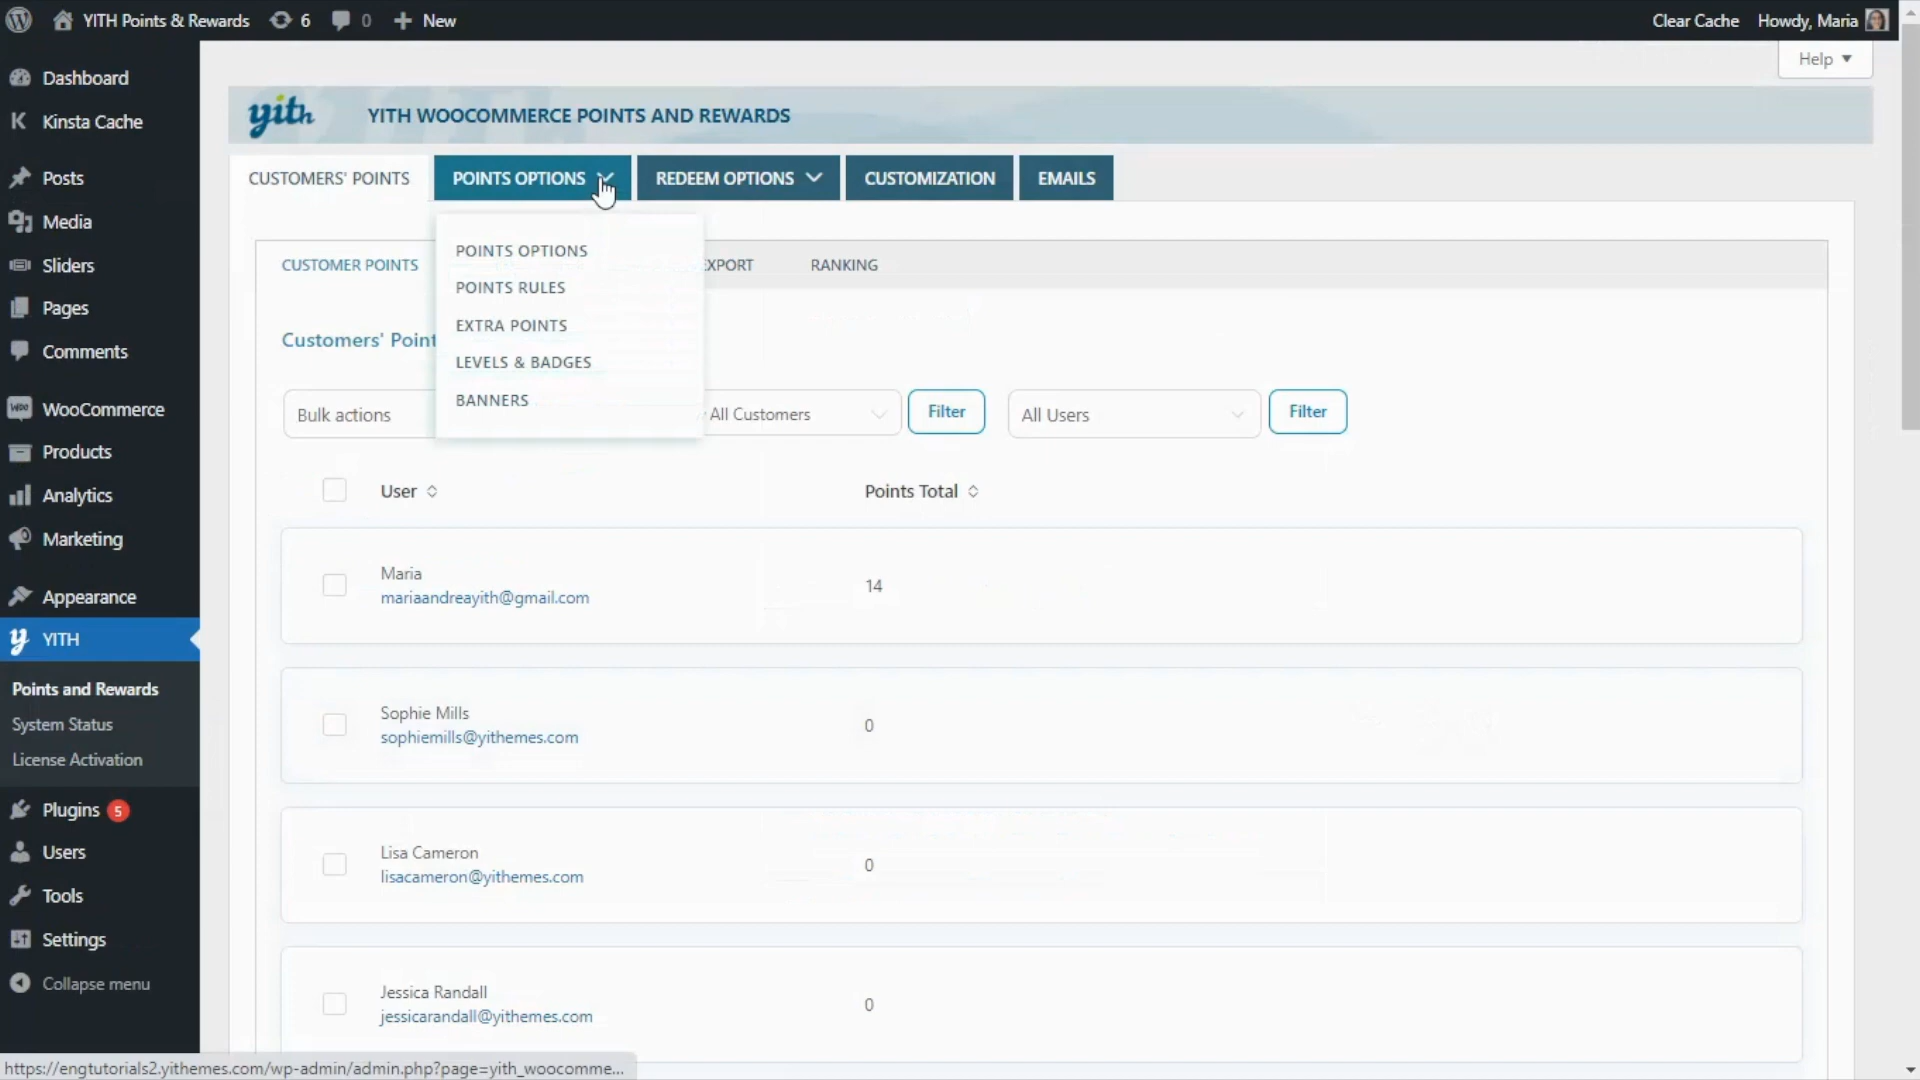 YITH Points & Rewards 6 0 New Clear Cache Howdy, Maria
Help
Dashboard
Kinsta Cache
Posts
Media
Sliders
Pages
Comments
WooCommerce
Products
Analytics
Marketing
Appearance
YITH
Points and Rewards
System Status
License Activation
Plugins 5
Users
Tools
Settings
Collapse menu
yith YITH WOOCOMMERCE POINTS AND REWARDS
CUSTOMERS' POINTS POINTS OPTIONS REDEEM OPTIONS CUSTOMIZATION EMAILS
POINTS OPTIONS
POINTS RULES
EXTRA POINTS
LEVELS & BADGES
BANNERS
CUSTOMER POINTS XPORT RANKING
Customers' Point
Bulk actions All Customers Filter All Users Filter
User Points Total
Maria
mariaandreayith@gmail.com
14
Sophie Mills
sophiemills@yithemes.com
0
Lisa Cameron
lisacameron@yithemes.com
0
Jessica Randall
jessicarandall@yithemes.com
0
https://engtutorials2.yithemes.com/wp-admin/admin.php?page=yith_woocomme...